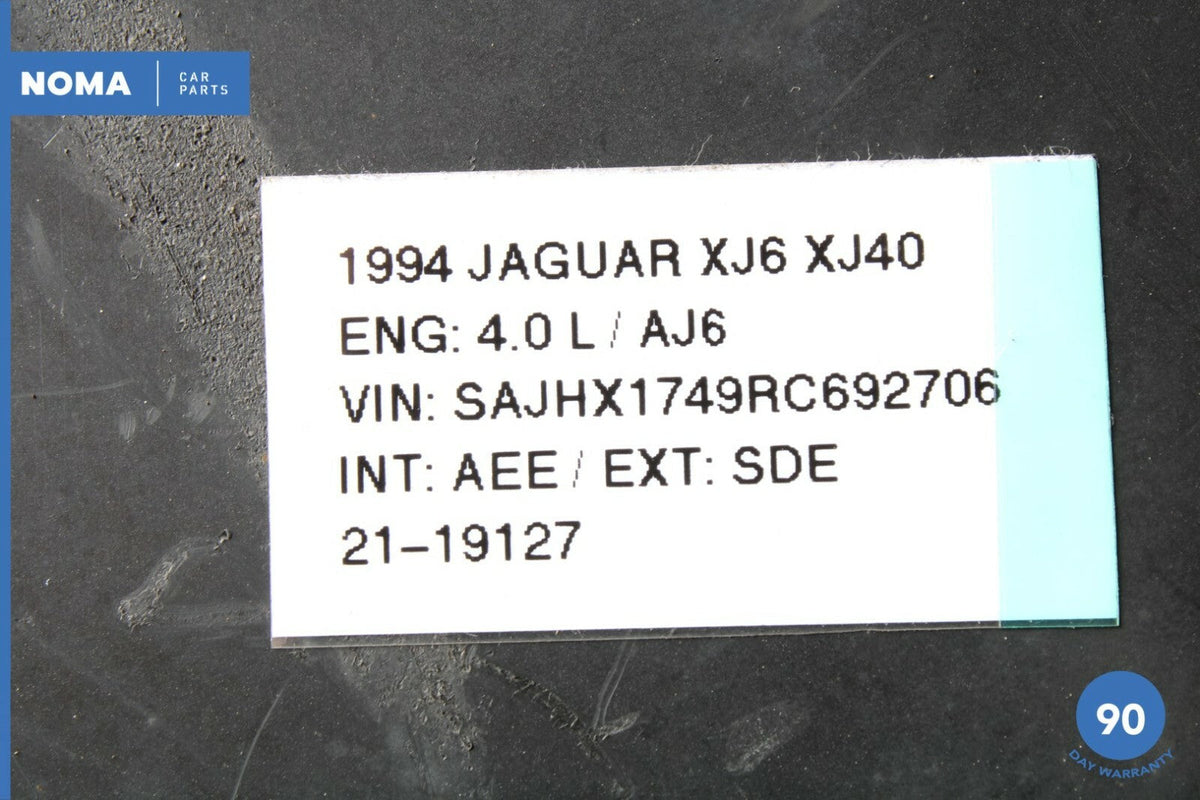 NOMA
CAR
PARTS
1994 JAGUAR XJ6 XJ40
ENG: 4.0 L / AJ6
VIN: SAJHX1749RC692706
INT: AEE / EXT: SDE
21-19127
90
DAY WARRANTY